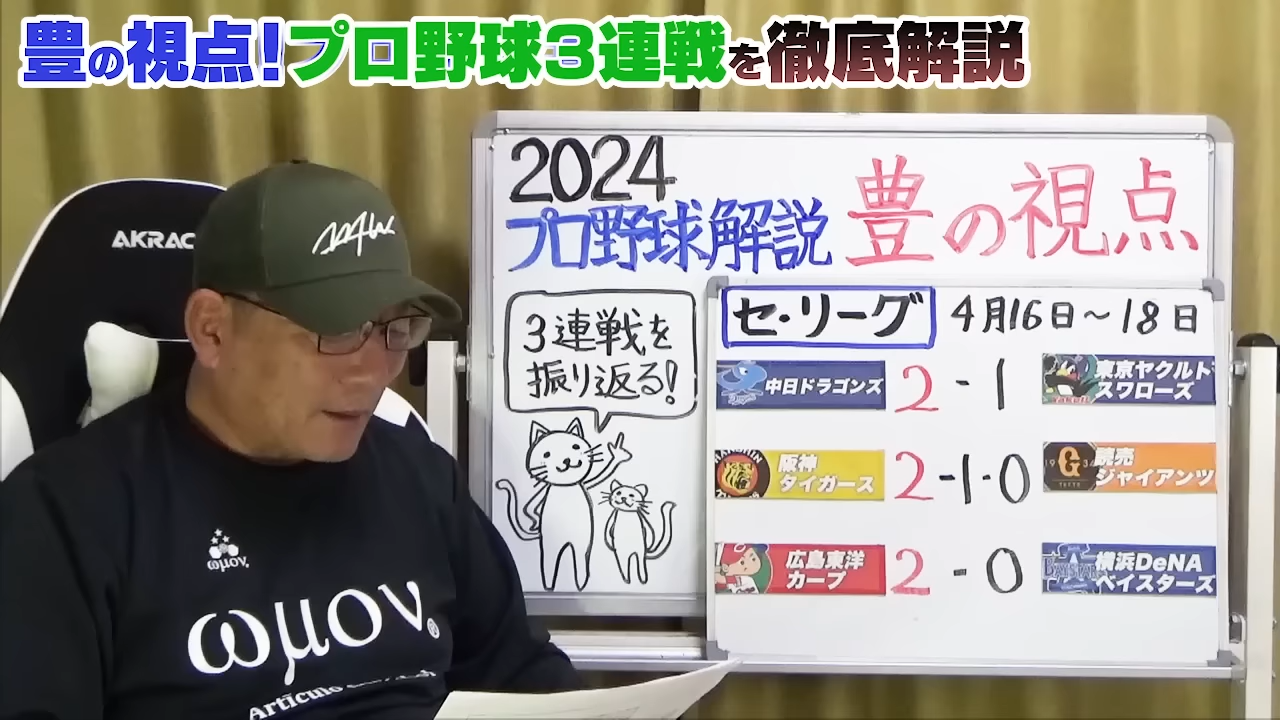 豊の視点!プロ野球3連戦を徹底解説
2024
プロ野球解説 豊の視点
3連戦を
振り返る!
セ・リーグ 4月16日～18日
中日ドラゴンズ 2 - 1 東京ヤクルト
スワローズ
阪神
タイガース 2-1-0 読売
ジャイアンツ
広島東洋
カープ 2 - 0 横浜DeNA
ベイスターズ
AKRAC
ωμον
ωμον®
Artículo